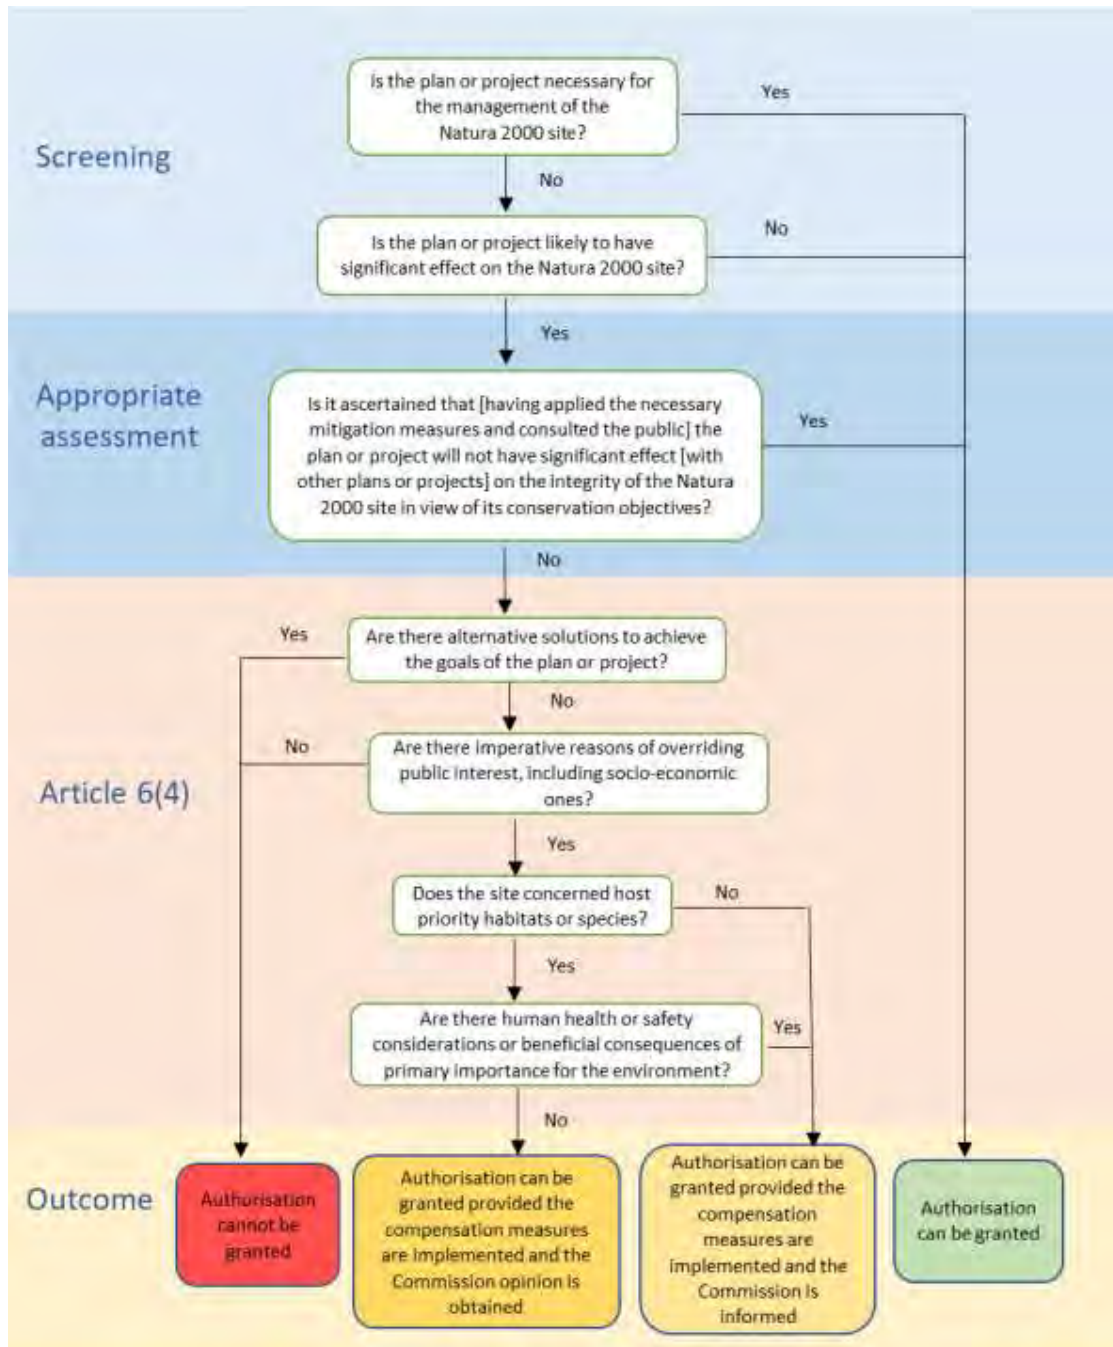 Is the plan or project necessary for
the management of the
Natura 2000 site?
Yes
Screening
No
Is the plan or project likely to have
significant effect on the Natura 2000 site?
No
Yes
Appropriate
assessment
Is it ascertained that [having applied the necessary
mitigation measures and consulted the public] the
plan or project will not have significant effect [with
other plans or projects] on the integrity of the Natura
2000 site in view of its conservation objectives?
Yes
No
Yes
Are there alternative solutions to achieve
the goals of the plan or project?
No
No
Are there imperative reasons of overriding
public interest, including socio-economic
ones?
Article 6(4)
Yes
Does the site concerned host
priority habitats or species?
No
Yes
Are there human health or safety
considerations or beneficial consequences of
primary importance for the environment?
Yes
No
Outcome
Authorisation
cannot be
granted
Authorisation can be
granted provided the
compensation measures
are implemented and the
Commission opinion is
obtained
Authorisation can be
granted provided the
compensation
measures are
implemented and the
Commission is
informed
Authorisation
can be granted